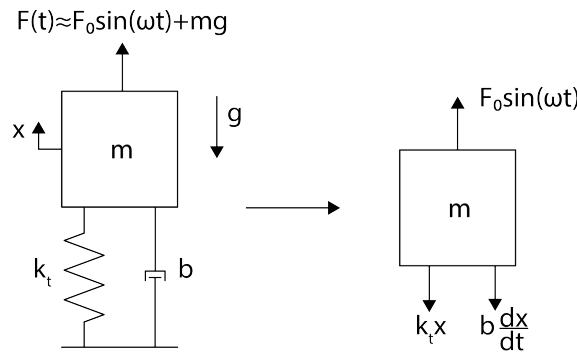 F(t)≈F₀sin(ωt)+mg
x
m
g
kₜ
b
F₀sin(ωt)
m
kₜx
b dx/dt